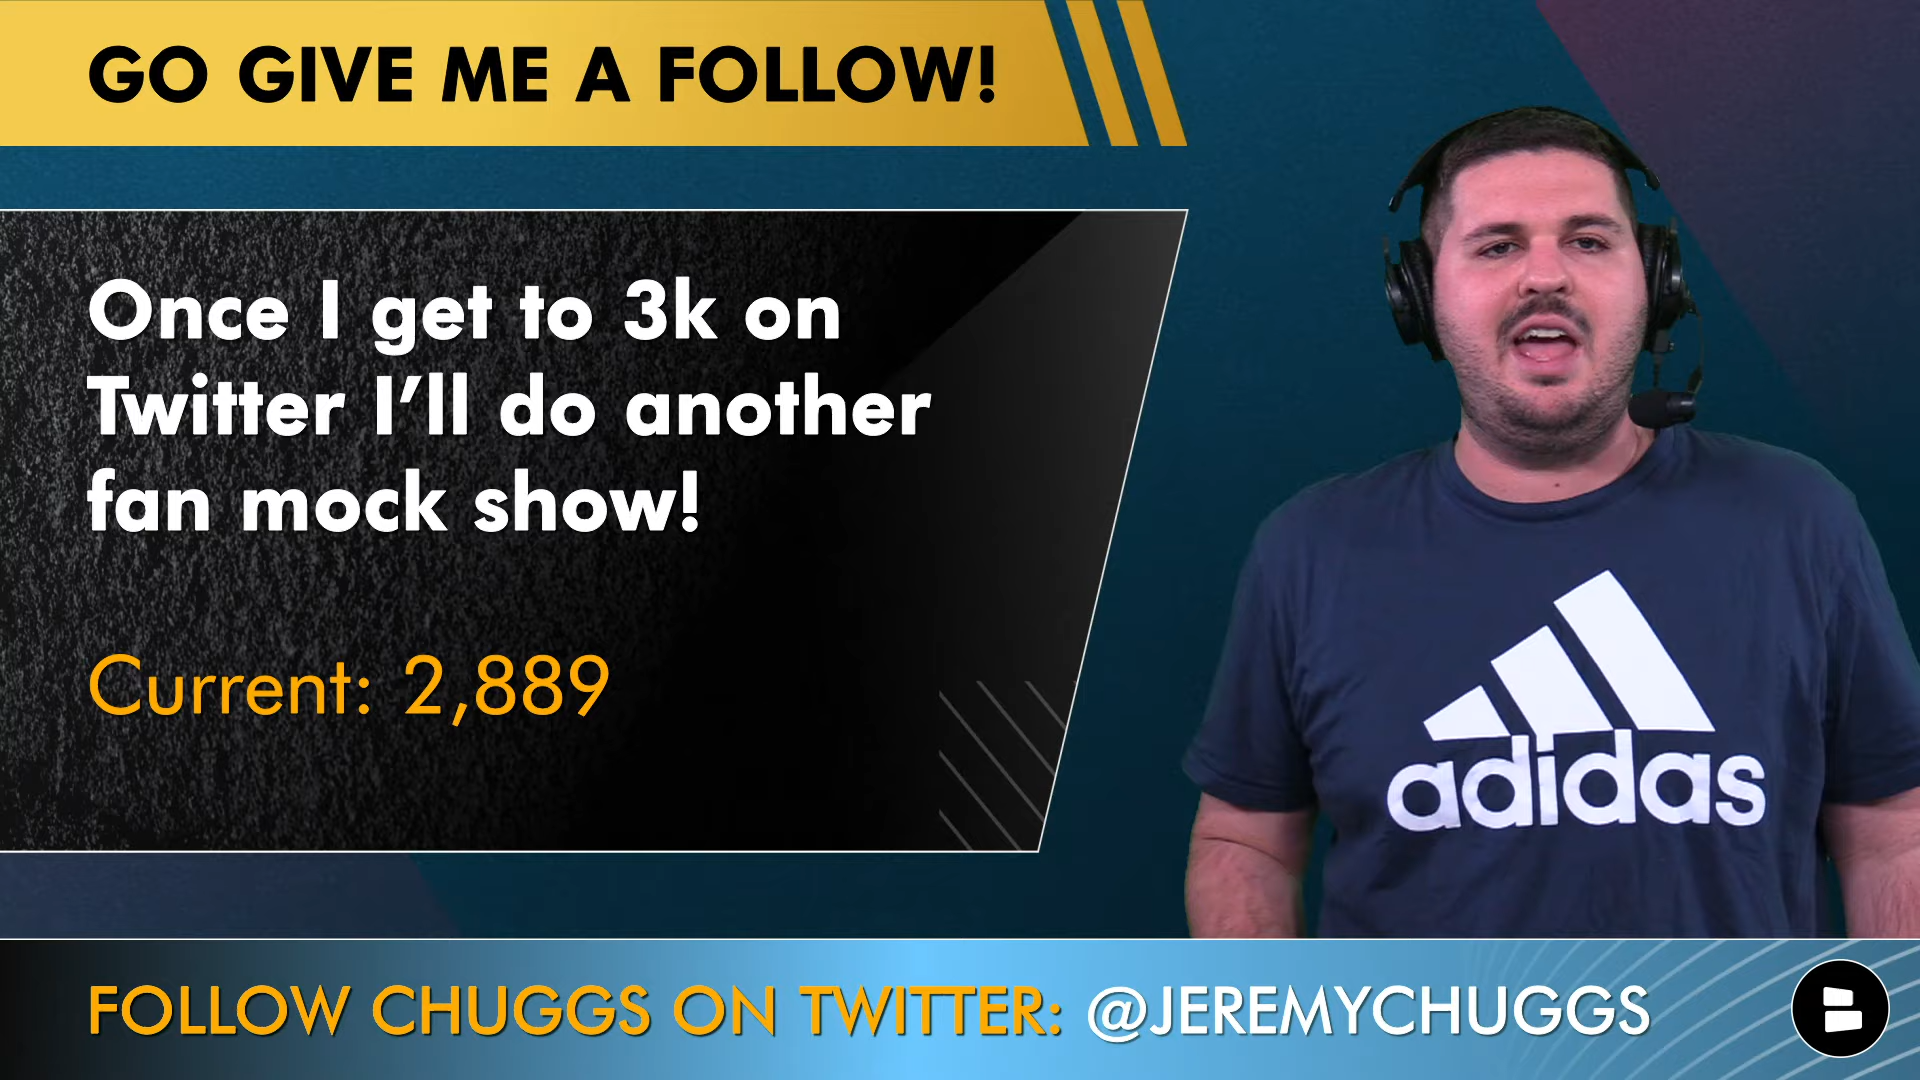 GO GIVE ME A FOLLOW!
Once I get to 3k on
Twitter I’ll do another
fan mock show!
Current: 2,889
adidas
FOLLOW CHUGGS ON TWITTER: @JEREMYCHUGGS